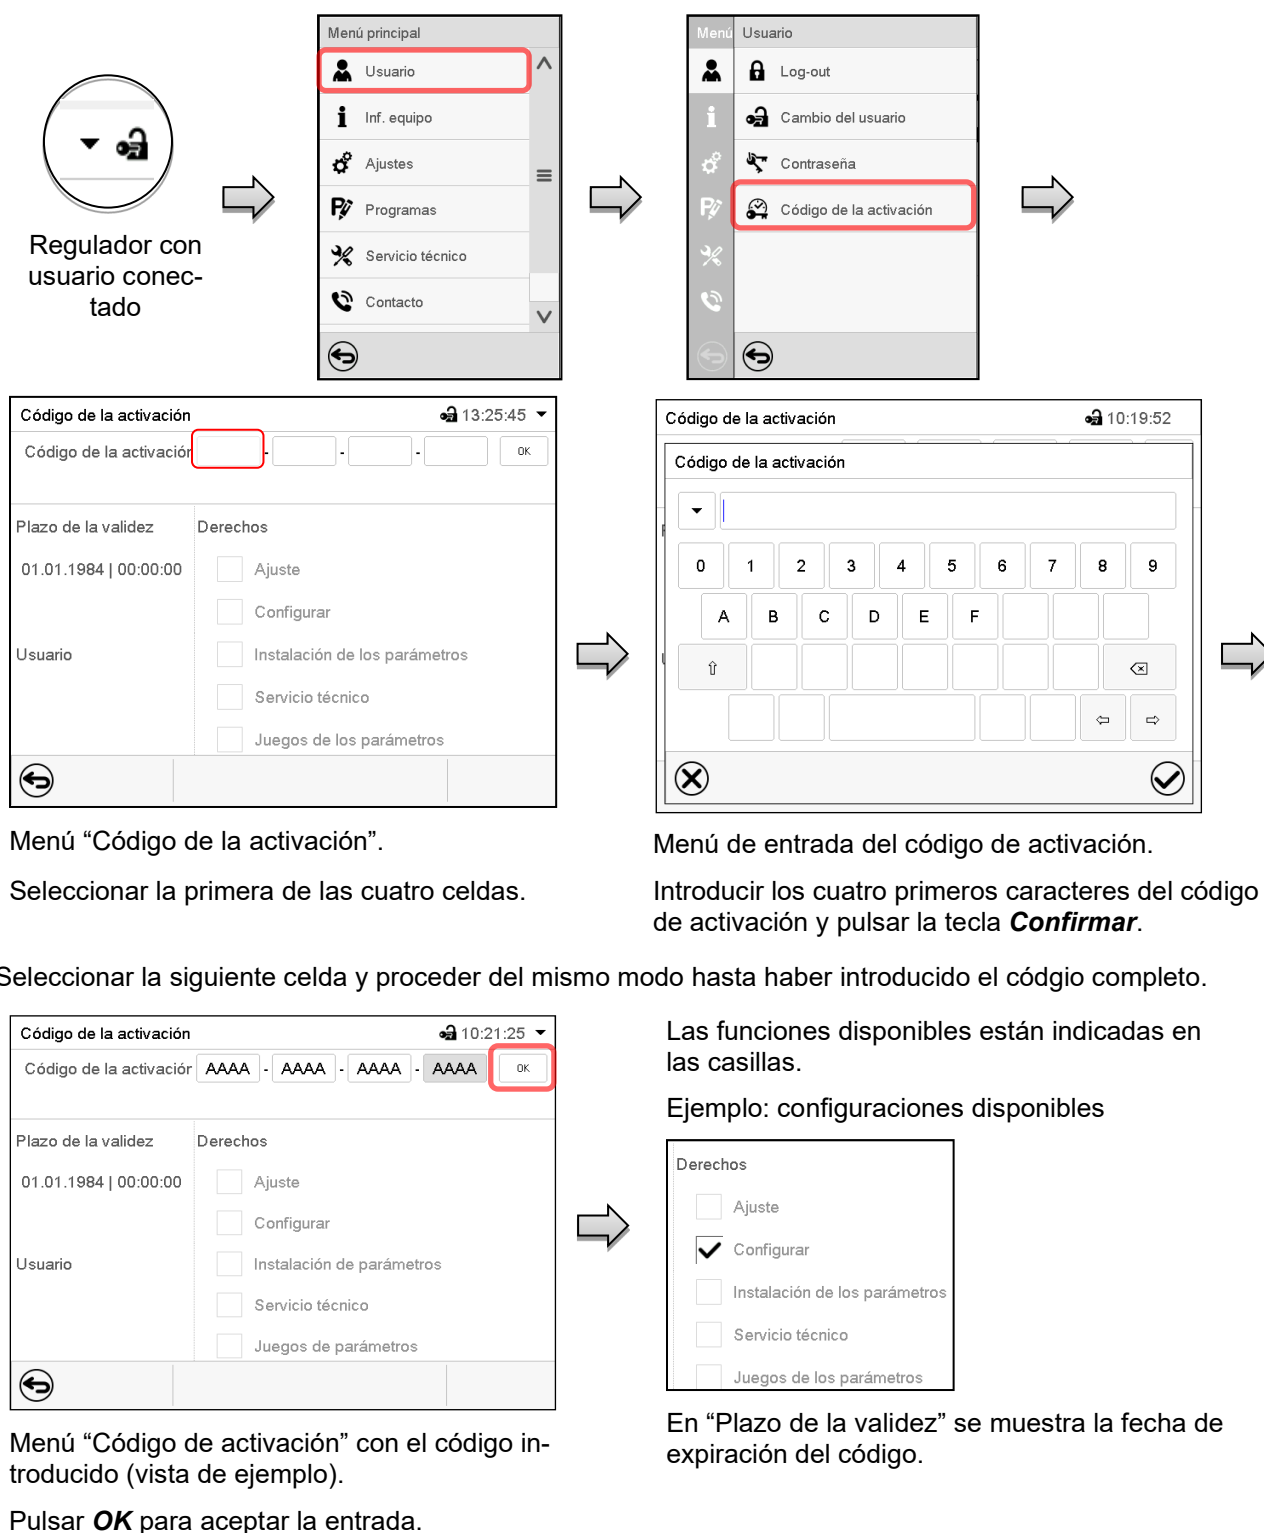 Regulador con
usuario conec-
tado
Menú principal
Usuario
Inf. equipo
Ajustes
Programas
Servicio técnico
Contacto
Menú Usuario
Log-out
Cambio del usuario
Contraseña
Código de la activación
Código de la activación 13:25:45
Código de la activación - - - OK
Plazo de la validez Derechos
01.01.1984 | 00:00:00 Ajuste
Configurar
Usuario Instalación de los parámetros
Servicio técnico
Juegos de los parámetros
Menú “Código de la activación”.
Seleccionar la primera de las cuatro celdas.
Código de la activación 10:19:52
Código de la activación
0 1 2 3 4 5 6 7 8 9
A B C D E F
Menú de entrada del código de activación.
Introducir los cuatro primeros caracteres del código
de activación y pulsar la tecla Confirmar.
Seleccionar la siguiente celda y proceder del mismo modo hasta haber introducido el códgio completo.
Código de la activación 10:21:25
Código de la activación AAAA - AAAA - AAAA - AAAA OK
Plazo de la validez Derechos
01.01.1984 | 00:00:00 Ajuste
Configurar
Usuario Instalación de parámetros
Servicio técnico
Juegos de parámetros
Menú “Código de activación” con el código in-
troducido (vista de ejemplo).
Pulsar OK para aceptar la entrada.
Las funciones disponibles están indicadas en
las casillas.
Ejemplo: configuraciones disponibles
Derechos
Ajuste
Configurar
Instalación de los parámetros
Servicio técnico
Juegos de los parámetros
En “Plazo de la validez” se muestra la fecha de
expiración del código.